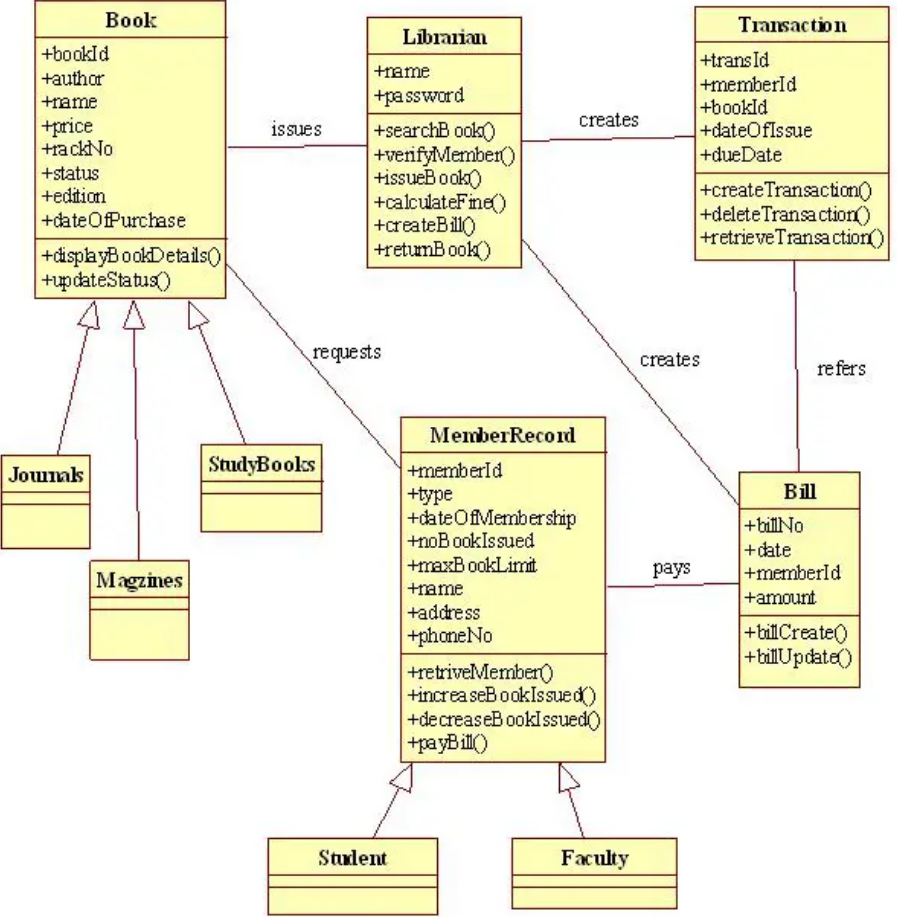 Book
+bookId
+author
+name
+price
+rackNo
+status
+edition
+dateOfPurchase
+displayBookDetails()
+updateStatus()
issues
Librarian
+name
+password
+searchBook()
+verifyMember()
+issueBook()
+calculateFine()
+createBill()
+returnBook()
creates
Transaction
+transId
+memberId
+bookId
+dateOfIssue
+dueDate
+createTransaction()
+deleteTransaction()
+retrieveTransaction()
requests
creates
refers
Journals
StudyBooks
Magzines
MemberRecord
+memberId
+type
+dateOfMembership
+noBookIssued
+maxBookLimit
+name
+address
+phoneNo
+retriveMember()
+increaseBookIssued()
+decreaseBookIssued()
+payBill()
pays
Bill
+billNo
+date
+memberId
+amount
+billCreate()
+billUpdate()
Student
Faculty